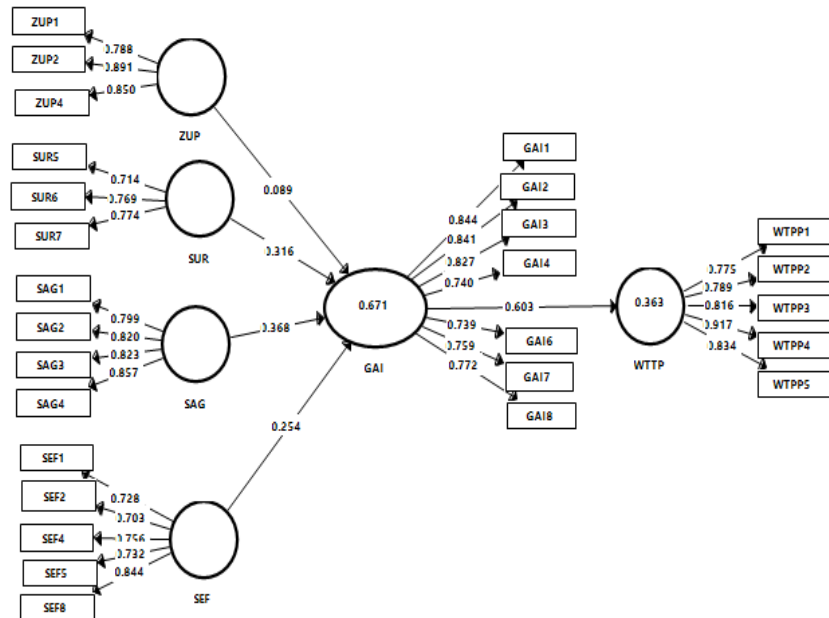 ZUP1
0.788
ZUP2
0.891
ZUP4
0.850
ZUP
0.089
SUR5
0.714
SUR6
0.769
SUR7
0.774
SUR
0.316
SAG1
0.799
SAG2
0.820
SAG3
0.823
SAG4
0.857
SAG
0.368
SEF1
0.728
SEF2
0.703
SEF4
0.756
SEF5
0.732
SEF8
0.844
SEF
0.254
0.671
GAI
GAI1
0.844
GAI2
0.841
GAI3
0.827
GAI4
0.740
GAI6
0.739
GAI7
0.759
GAI8
0.772
0.603
0.363
WTTP
WTPP1
0.775
WTPP2
0.789
WTPP3
0.816
WTPP4
0.917
WTPP5
0.834